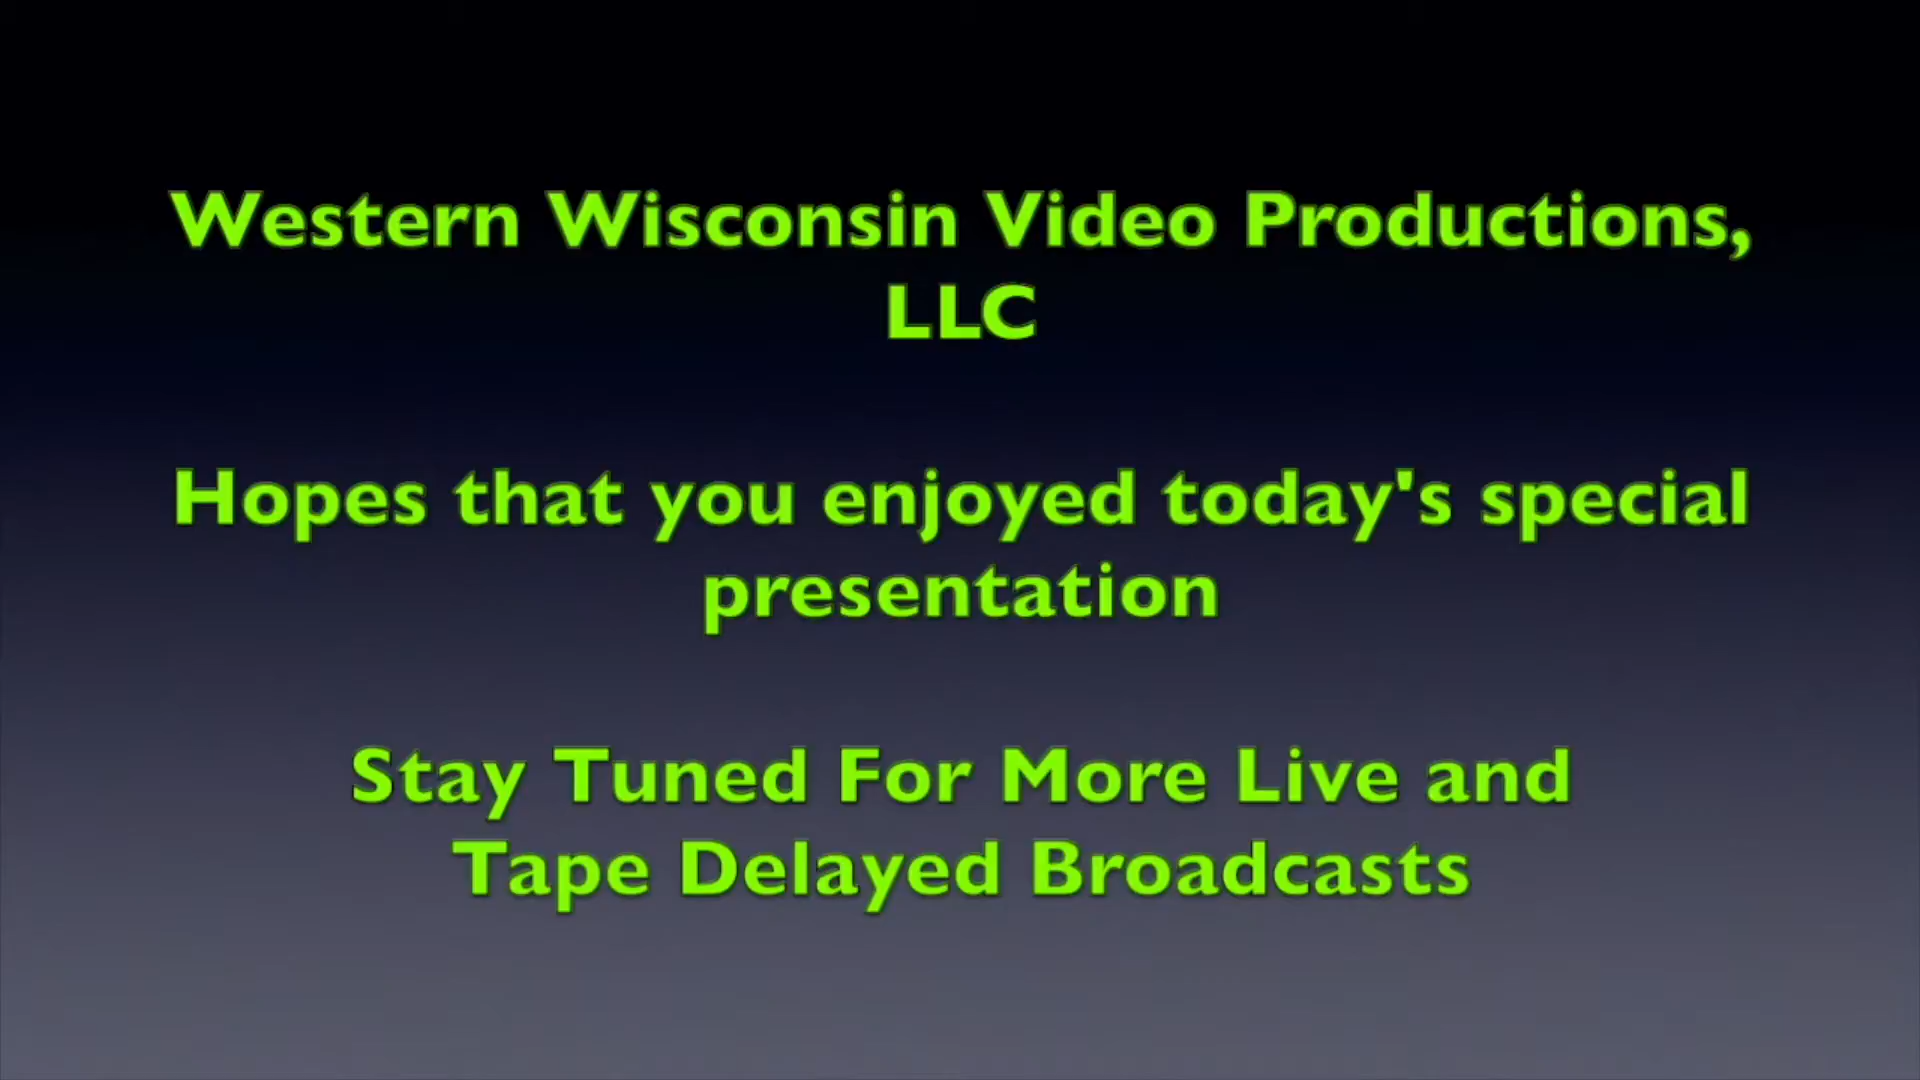 Western Wisconsin Video Productions,
LLC
Hopes that you enjoyed today's special
presentation
Stay Tuned For More Live and
Tape Delayed Broadcasts